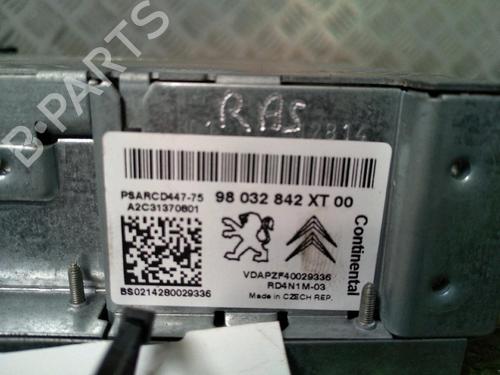 B-PARTS
RAS
PSARCD447-75
A2C31370801
98 032 842 XT 00
Continental
VDAPZF40029336
RD4N1M-03
Made in CZECH REP.
BS0214280029336